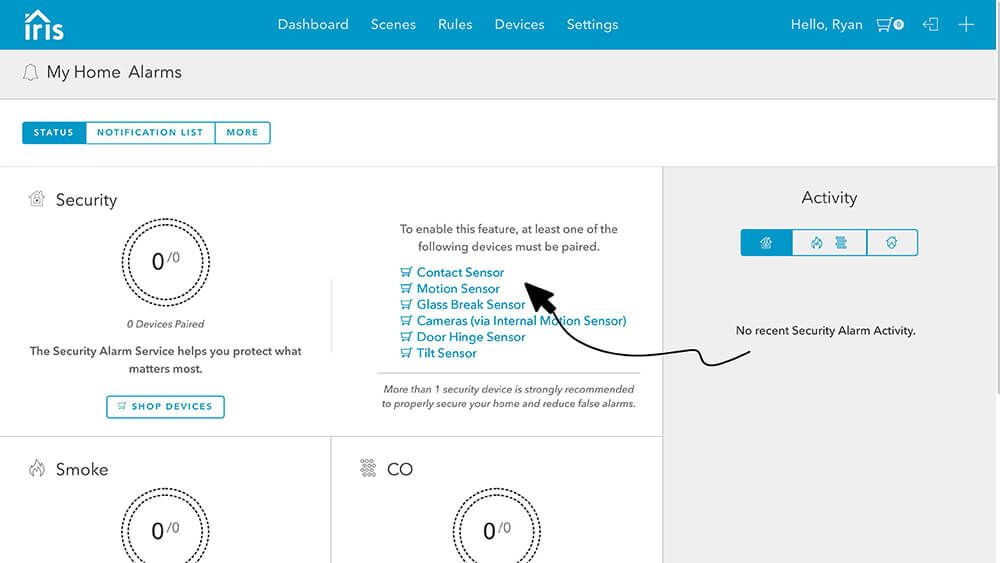 iris
Dashboard Scenes Rules Devices Settings
Hello, Ryan 0
My Home Alarms
STATUS NOTIFICATION LIST MORE
Security
0/0
0 Devices Paired
The Security Alarm Service helps you protect what
matters most.
SHOP DEVICES
To enable this feature, at least one of the
following devices must be paired.
Contact Sensor
Motion Sensor
Glass Break Sensor
Cameras (via Internal Motion Sensor)
Door Hinge Sensor
Tilt Sensor
More than 1 security device is strongly recommended
to properly secure your home and reduce false alarms.
Activity
No recent Security Alarm Activity.
Smoke
0/0
CO
0/0